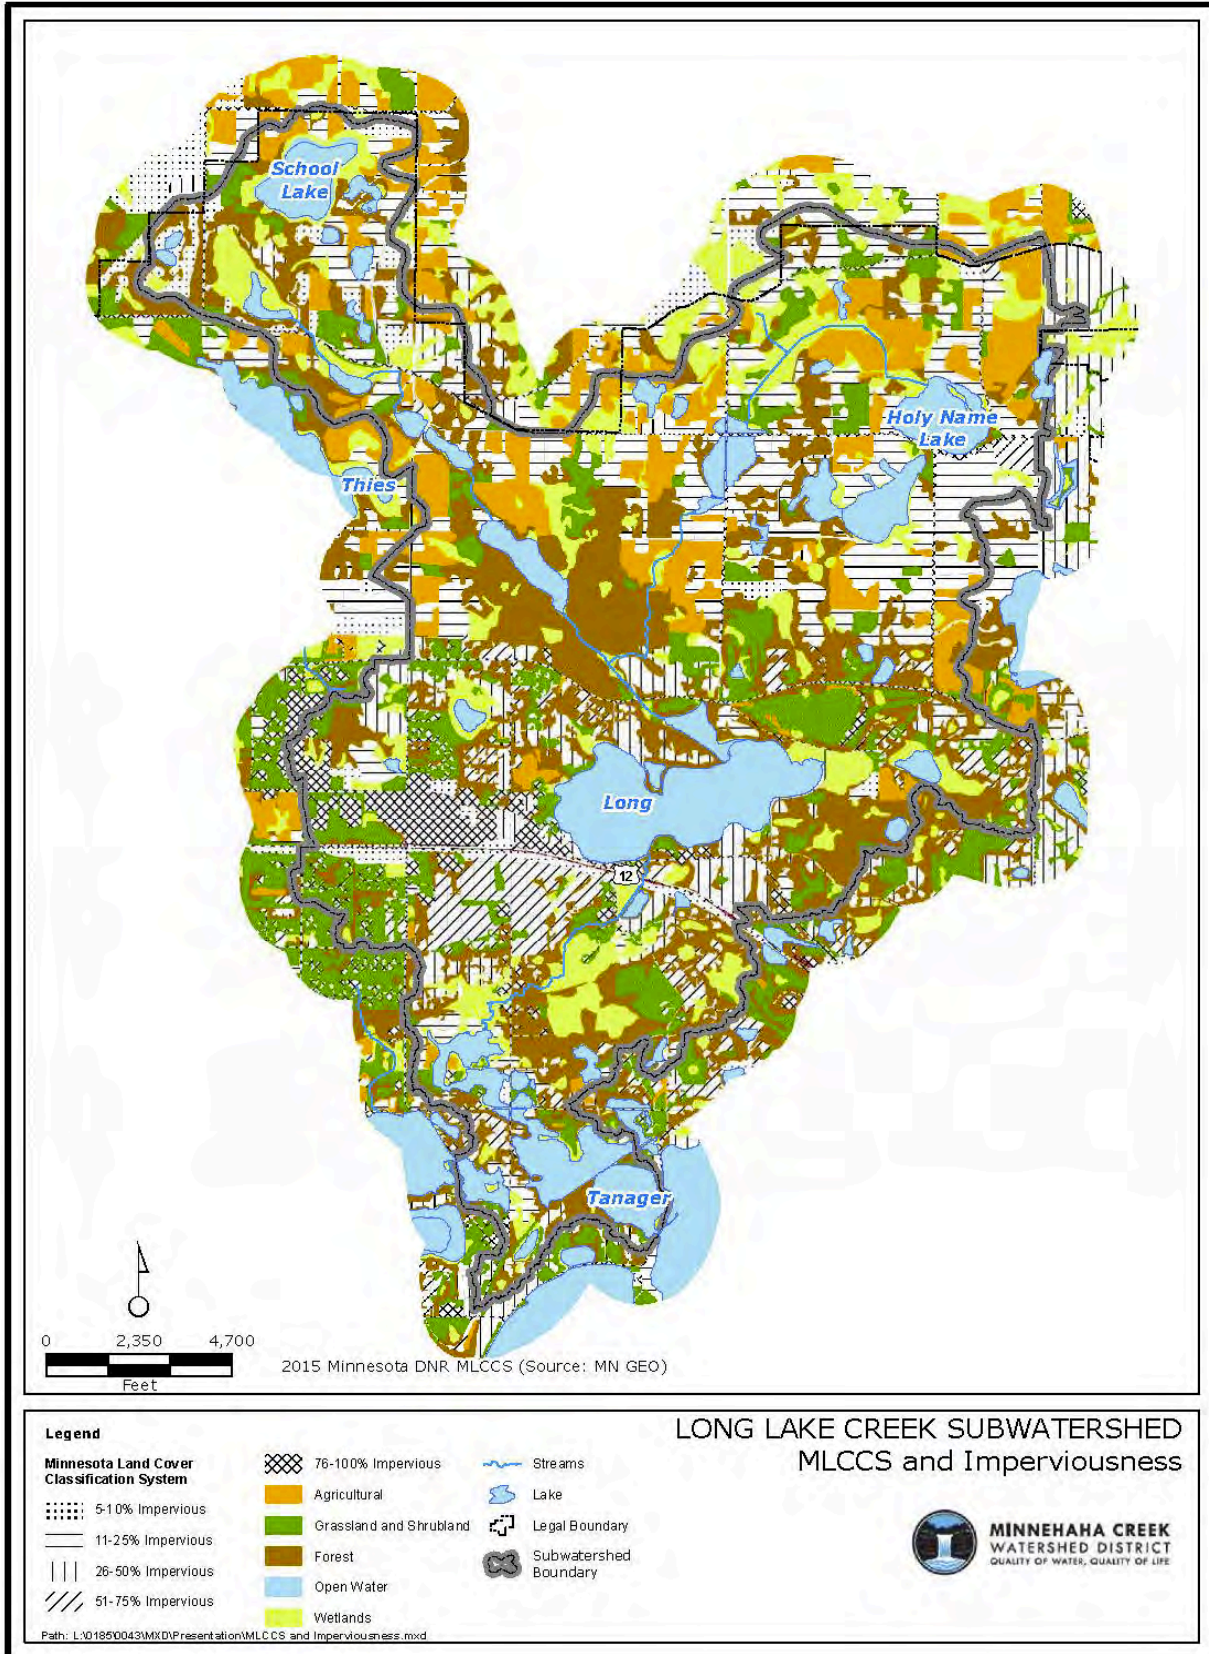 School
Lake
Holy Name
Lake
Thies
Long
12
Tanager
0 2,350 4,700
Feet
2015 Minnesota DNR MLCCS (Source: MN GEO)
LONG LAKE CREEK SUBWATERSHED
MLCCS and Imperviousness
Legend
Minnesota Land Cover
Classification System
5-10% Impervious
11-25% Impervious
26-50% Impervious
51-75% Impervious
76-100% Impervious
Agricultural
Grassland and Shrubland
Forest
Open Water
Wetlands
Streams
Lake
Legal Boundary
Subwatershed
Boundary
MINNEHAHA CREEK
WATERSHED DISTRICT
QUALITY OF WATER, QUALITY OF LIFE
Path: L:\0185\0043\MXD\Presentation\MLCCS and Imperviousness.mxd